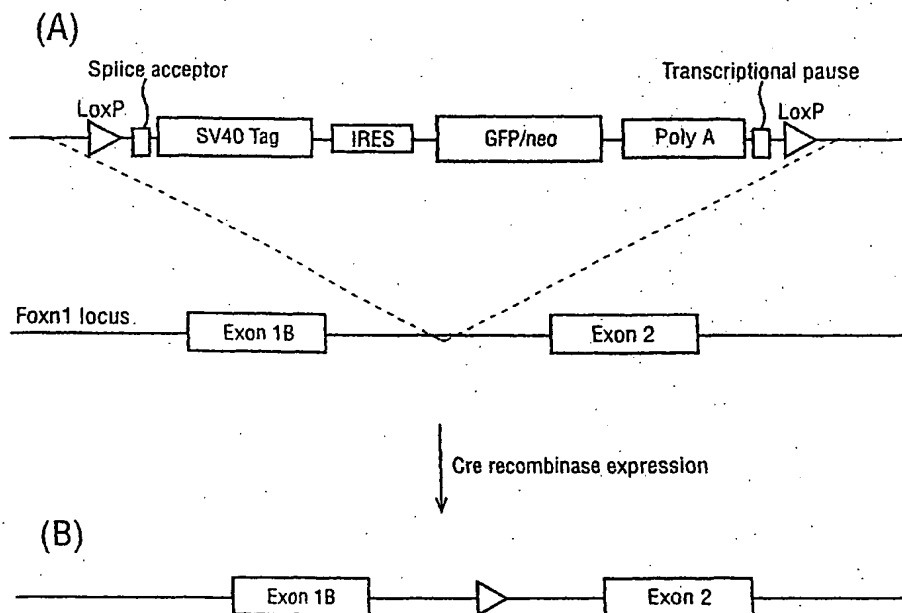 (A)
Splice acceptor
Transcriptional pause
LoxP
LoxP
SV40 Tag
IRES
GFP/neo
Poly A
Foxn1 locus.
Exon 1B
Exon 2
Cre recombinase expression
(B)
Exon 1B
Exon 2